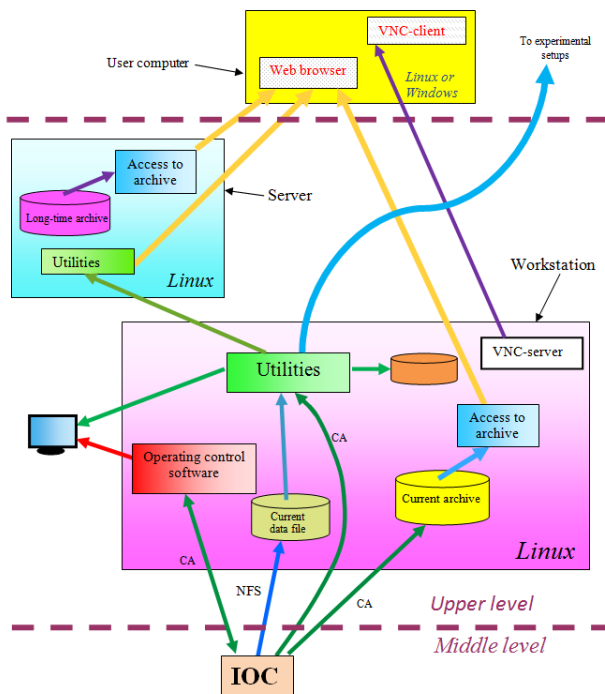 VNC-client
To experimental
setups
User computer
Web browser
Linux or
Windows
Access to
archive
Server
Long-time archive
Utilities
Linux
Workstation
VNC-server
Utilities
CA
Access to
archive
Operating control
software
Current archive
Current
data file
Linux
CA
NFS
CA
Upper level
Middle level
IOC